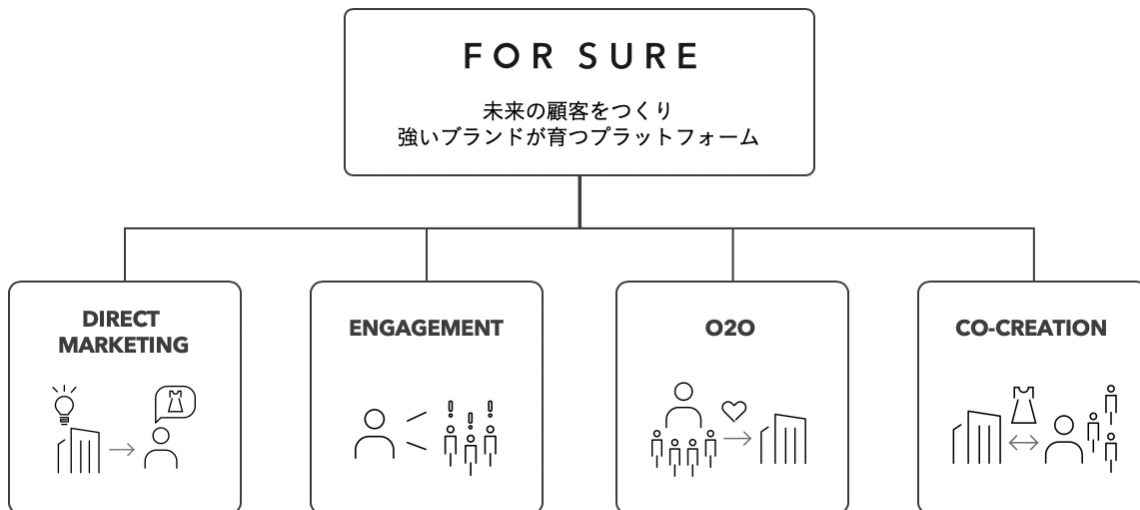 FOR SURE
未来の顧客をつくり
強いブランドが育つプラットフォーム
DIRECT
MARKETING
ENGAGEMENT
O2O
CO-CREATION